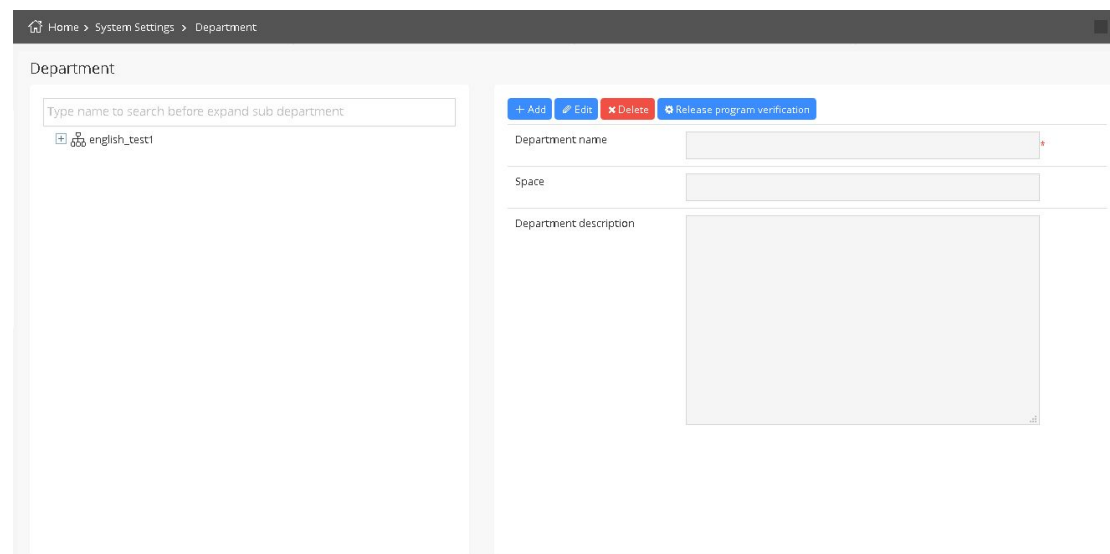 Home > System Settings > Department
Department
Type name to search before expand sub department
english_test1
+ Add Edit × Delete Release program verification
Department name *
Space
Department description